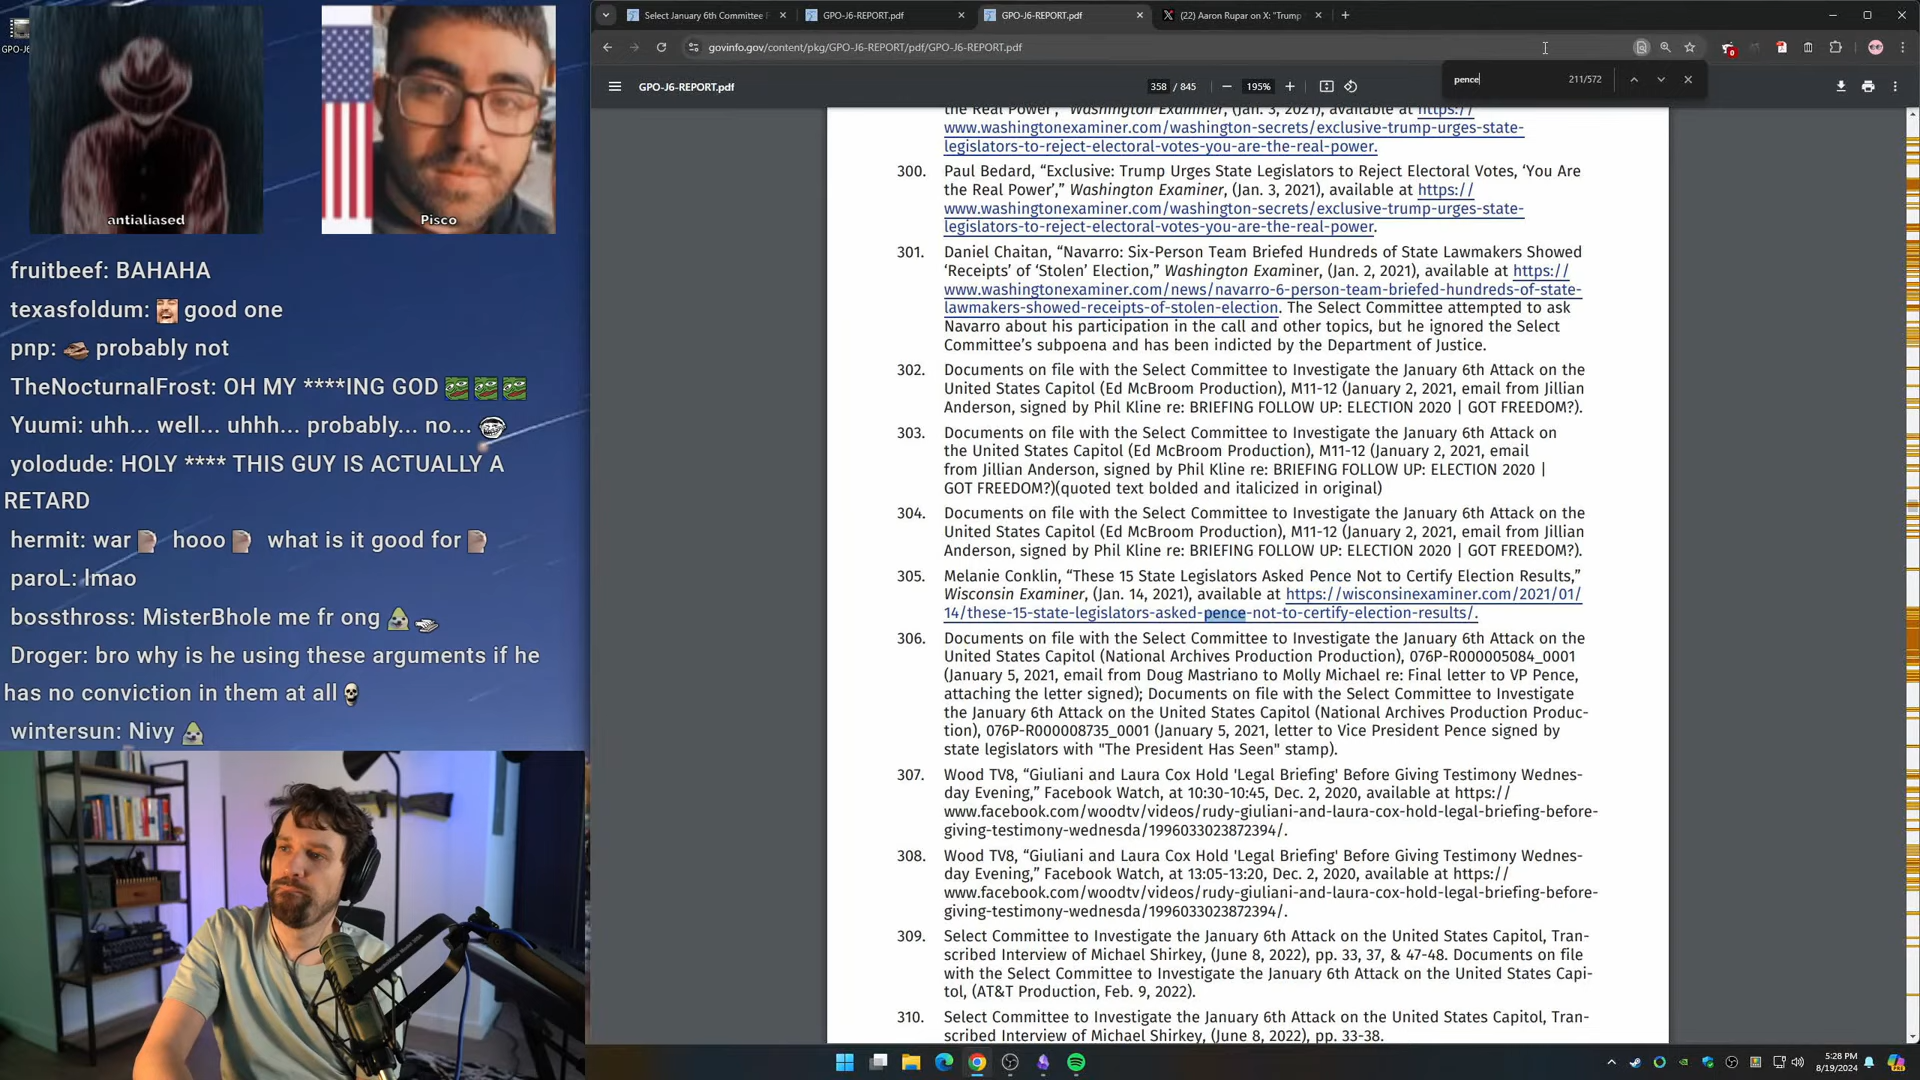 Select January 6th Committee F
GPO-J6-REPORT.pdf
GPO-J6-REPORT.pdf
(22) Aaron Rupar on X: "Trump
govinfo.gov/content/pkg/GPO-J6-REPORT/pdf/GPO-J6-REPORT.pdf
pence
211/572
GPO-J6-REPORT.pdf
358 / 845
195%
antialiased
Pisco
fruitbeef: BAHAHA
texasfoldum: good one
pnp: probably not
TheNocturnalFrost: OH MY ****ING GOD
Yuumi: uhh... well... uhhh... probably... no...
yolodude: HOLY **** THIS GUY IS ACTUALLY A
RETARD
hermit: war hooo what is it good for
paroL: lmao
bossthross: MisterBhole me fr ong
Droger: bro why is he using these arguments if he
has no conviction in them at all
wintersun: Nivy
the Real Power’,” Washington Examiner, (Jan. 3, 2021), available at https://
www.washingtonexaminer.com/washington-secrets/exclusive-trump-urges-state-
legislators-to-reject-electoral-votes-you-are-the-real-power.
300. Paul Bedard, “Exclusive: Trump Urges State Legislators to Reject Electoral Votes, ‘You Are
the Real Power’,” Washington Examiner, (Jan. 3, 2021), available at https://
www.washingtonexaminer.com/washington-secrets/exclusive-trump-urges-state-
legislators-to-reject-electoral-votes-you-are-the-real-power.
301. Daniel Chaitan, “Navarro: Six-Person Team Briefed Hundreds of State Lawmakers Showed
‘Receipts’ of ‘Stolen’ Election,” Washington Examiner, (Jan. 2, 2021), available at https://
www.washingtonexaminer.com/news/navarro-6-person-team-briefed-hundreds-of-state-
lawmakers-showed-receipts-of-stolen-election. The Select Committee attempted to ask
Navarro about his participation in the call and other topics, but he ignored the Select
Committee’s subpoena and has been indicted by the Department of Justice.
302. Documents on file with the Select Committee to Investigate the January 6th Attack on the
United States Capitol (Ed McBroom Production), M11-12 (January 2, 2021, email from Jillian
Anderson, signed by Phil Kline re: BRIEFING FOLLOW UP: ELECTION 2020 | GOT FREEDOM?).
303. Documents on file with the Select Committee to Investigate the January 6th Attack on
the United States Capitol (Ed McBroom Production), M11-12 (January 2, 2021, email
from Jillian Anderson, signed by Phil Kline re: BRIEFING FOLLOW UP: ELECTION 2020 |
GOT FREEDOM?)(quoted text bolded and italicized in original)
304. Documents on file with the Select Committee to Investigate the January 6th Attack on the
United States Capitol (Ed McBroom Production), M11-12 (January 2, 2021, email from Jillian
Anderson, signed by Phil Kline re: BRIEFING FOLLOW UP: ELECTION 2020 | GOT FREEDOM?).
305. Melanie Conklin, “These 15 State Legislators Asked Pence Not to Certify Election Results,”
Wisconsin Examiner, (Jan. 14, 2021), available at https://wisconsinexaminer.com/2021/01/
14/these-15-state-legislators-asked-pence-not-to-certify-election-results/.
306. Documents on file with the Select Committee to Investigate the January 6th Attack on the
United States Capitol (National Archives Production Production), 076P-R000005084_0001
(January 5, 2021, email from Doug Mastriano to Molly Michael re: Final letter to VP Pence,
attaching the letter signed); Documents on file with the Select Committee to Investigate
the January 6th Attack on the United States Capitol (National Archives Production Produc-
tion), 076P-R000008735_0001 (January 5, 2021, letter to Vice President Pence signed by
state legislators with "The President Has Seen" stamp).
307. Wood TV8, “Giuliani and Laura Cox Hold 'Legal Briefing' Before Giving Testimony Wednes-
day Evening,” Facebook Watch, at 10:30-10:45, Dec. 2, 2020, available at https://
www.facebook.com/woodtv/videos/rudy-giuliani-and-laura-cox-hold-legal-briefing-before-
giving-testimony-wednesda/1996033023872394/.
308. Wood TV8, “Giuliani and Laura Cox Hold 'Legal Briefing' Before Giving Testimony Wednes-
day Evening,” Facebook Watch, at 13:05-13:20, Dec. 2, 2020, available at https://
www.facebook.com/woodtv/videos/rudy-giuliani-and-laura-cox-hold-legal-briefing-before-
giving-testimony-wednesda/1996033023872394/.
309. Select Committee to Investigate the January 6th Attack on the United States Capitol, Tran-
scribed Interview of Michael Shirkey, (June 8, 2022), pp. 33, 37, & 47-48. Documents on file
with the Select Committee to Investigate the January 6th Attack on the United States Capi-
tol, (AT&T Production, Feb. 9, 2022).
310. Select Committee to Investigate the January 6th Attack on the United States Capitol, Tran-
scribed Interview of Michael Shirkey, (June 8, 2022), pp. 33-38.
5:28 PM
8/19/2024